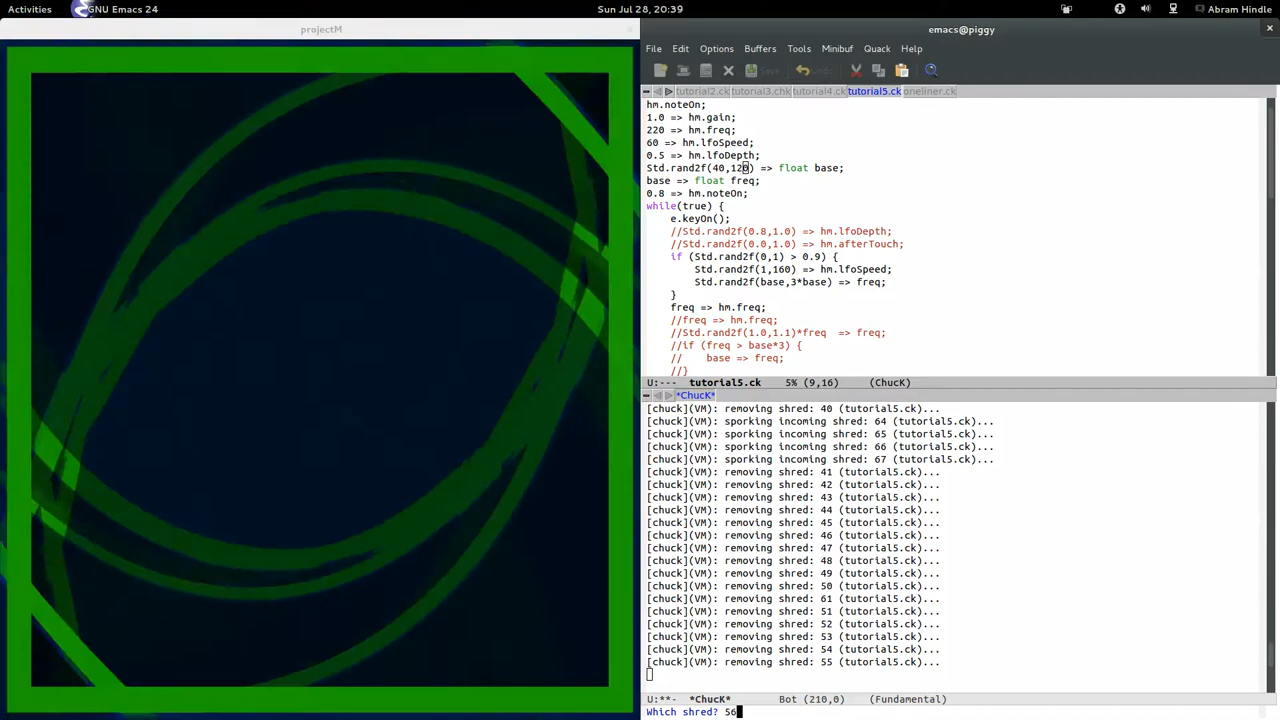 Activities GNU Emacs 24 Sun Jul 28, 20:39 Abram Hindle
projectM
emacs@piggy
File Edit Options Buffers Tools Minibuf Quack Help
Save Undo
tutorial2.ck tutorial3.chk tutorial4.ck tutorial5.ck oneliner.ck
hm.noteOn;
1.0 => hm.gain;
220 => hm.freq;
60 => hm.lfoSpeed;
0.5 => hm.lfoDepth;
Std.rand2f(40,120) => float base;
base => float freq;
0.8 => hm.noteOn;
while(true) {
e.keyOn();
//Std.rand2f(0.8,1.0) => hm.lfoDepth;
//Std.rand2f(0.0,1.0) => hm.afterTouch;
if (Std.rand2f(0,1) > 0.9) {
Std.rand2f(1,160) => hm.lfoSpeed;
Std.rand2f(base,3*base) => freq;
}
freq => hm.freq;
//freq => hm.freq;
//Std.rand2f(1.0,1.1)*freq  => freq;
//if (freq > base*3) {
//    base => freq;
//}
U:--- tutorial5.ck 5% (9,16) (ChucK)
*ChucK*
[chuck](VM): removing shred: 40 (tutorial5.ck)...
[chuck](VM): sporking incoming shred: 64 (tutorial5.ck)...
[chuck](VM): sporking incoming shred: 65 (tutorial5.ck)...
[chuck](VM): sporking incoming shred: 66 (tutorial5.ck)...
[chuck](VM): sporking incoming shred: 67 (tutorial5.ck)...
[chuck](VM): removing shred: 41 (tutorial5.ck)...
[chuck](VM): removing shred: 42 (tutorial5.ck)...
[chuck](VM): removing shred: 43 (tutorial5.ck)...
[chuck](VM): removing shred: 44 (tutorial5.ck)...
[chuck](VM): removing shred: 45 (tutorial5.ck)...
[chuck](VM): removing shred: 46 (tutorial5.ck)...
[chuck](VM): removing shred: 47 (tutorial5.ck)...
[chuck](VM): removing shred: 48 (tutorial5.ck)...
[chuck](VM): removing shred: 49 (tutorial5.ck)...
[chuck](VM): removing shred: 50 (tutorial5.ck)...
[chuck](VM): removing shred: 61 (tutorial5.ck)...
[chuck](VM): removing shred: 51 (tutorial5.ck)...
[chuck](VM): removing shred: 52 (tutorial5.ck)...
[chuck](VM): removing shred: 53 (tutorial5.ck)...
[chuck](VM): removing shred: 54 (tutorial5.ck)...
[chuck](VM): removing shred: 55 (tutorial5.ck)...
U:**- *ChucK* Bot (210,0) (Fundamental)
Which shred? 56